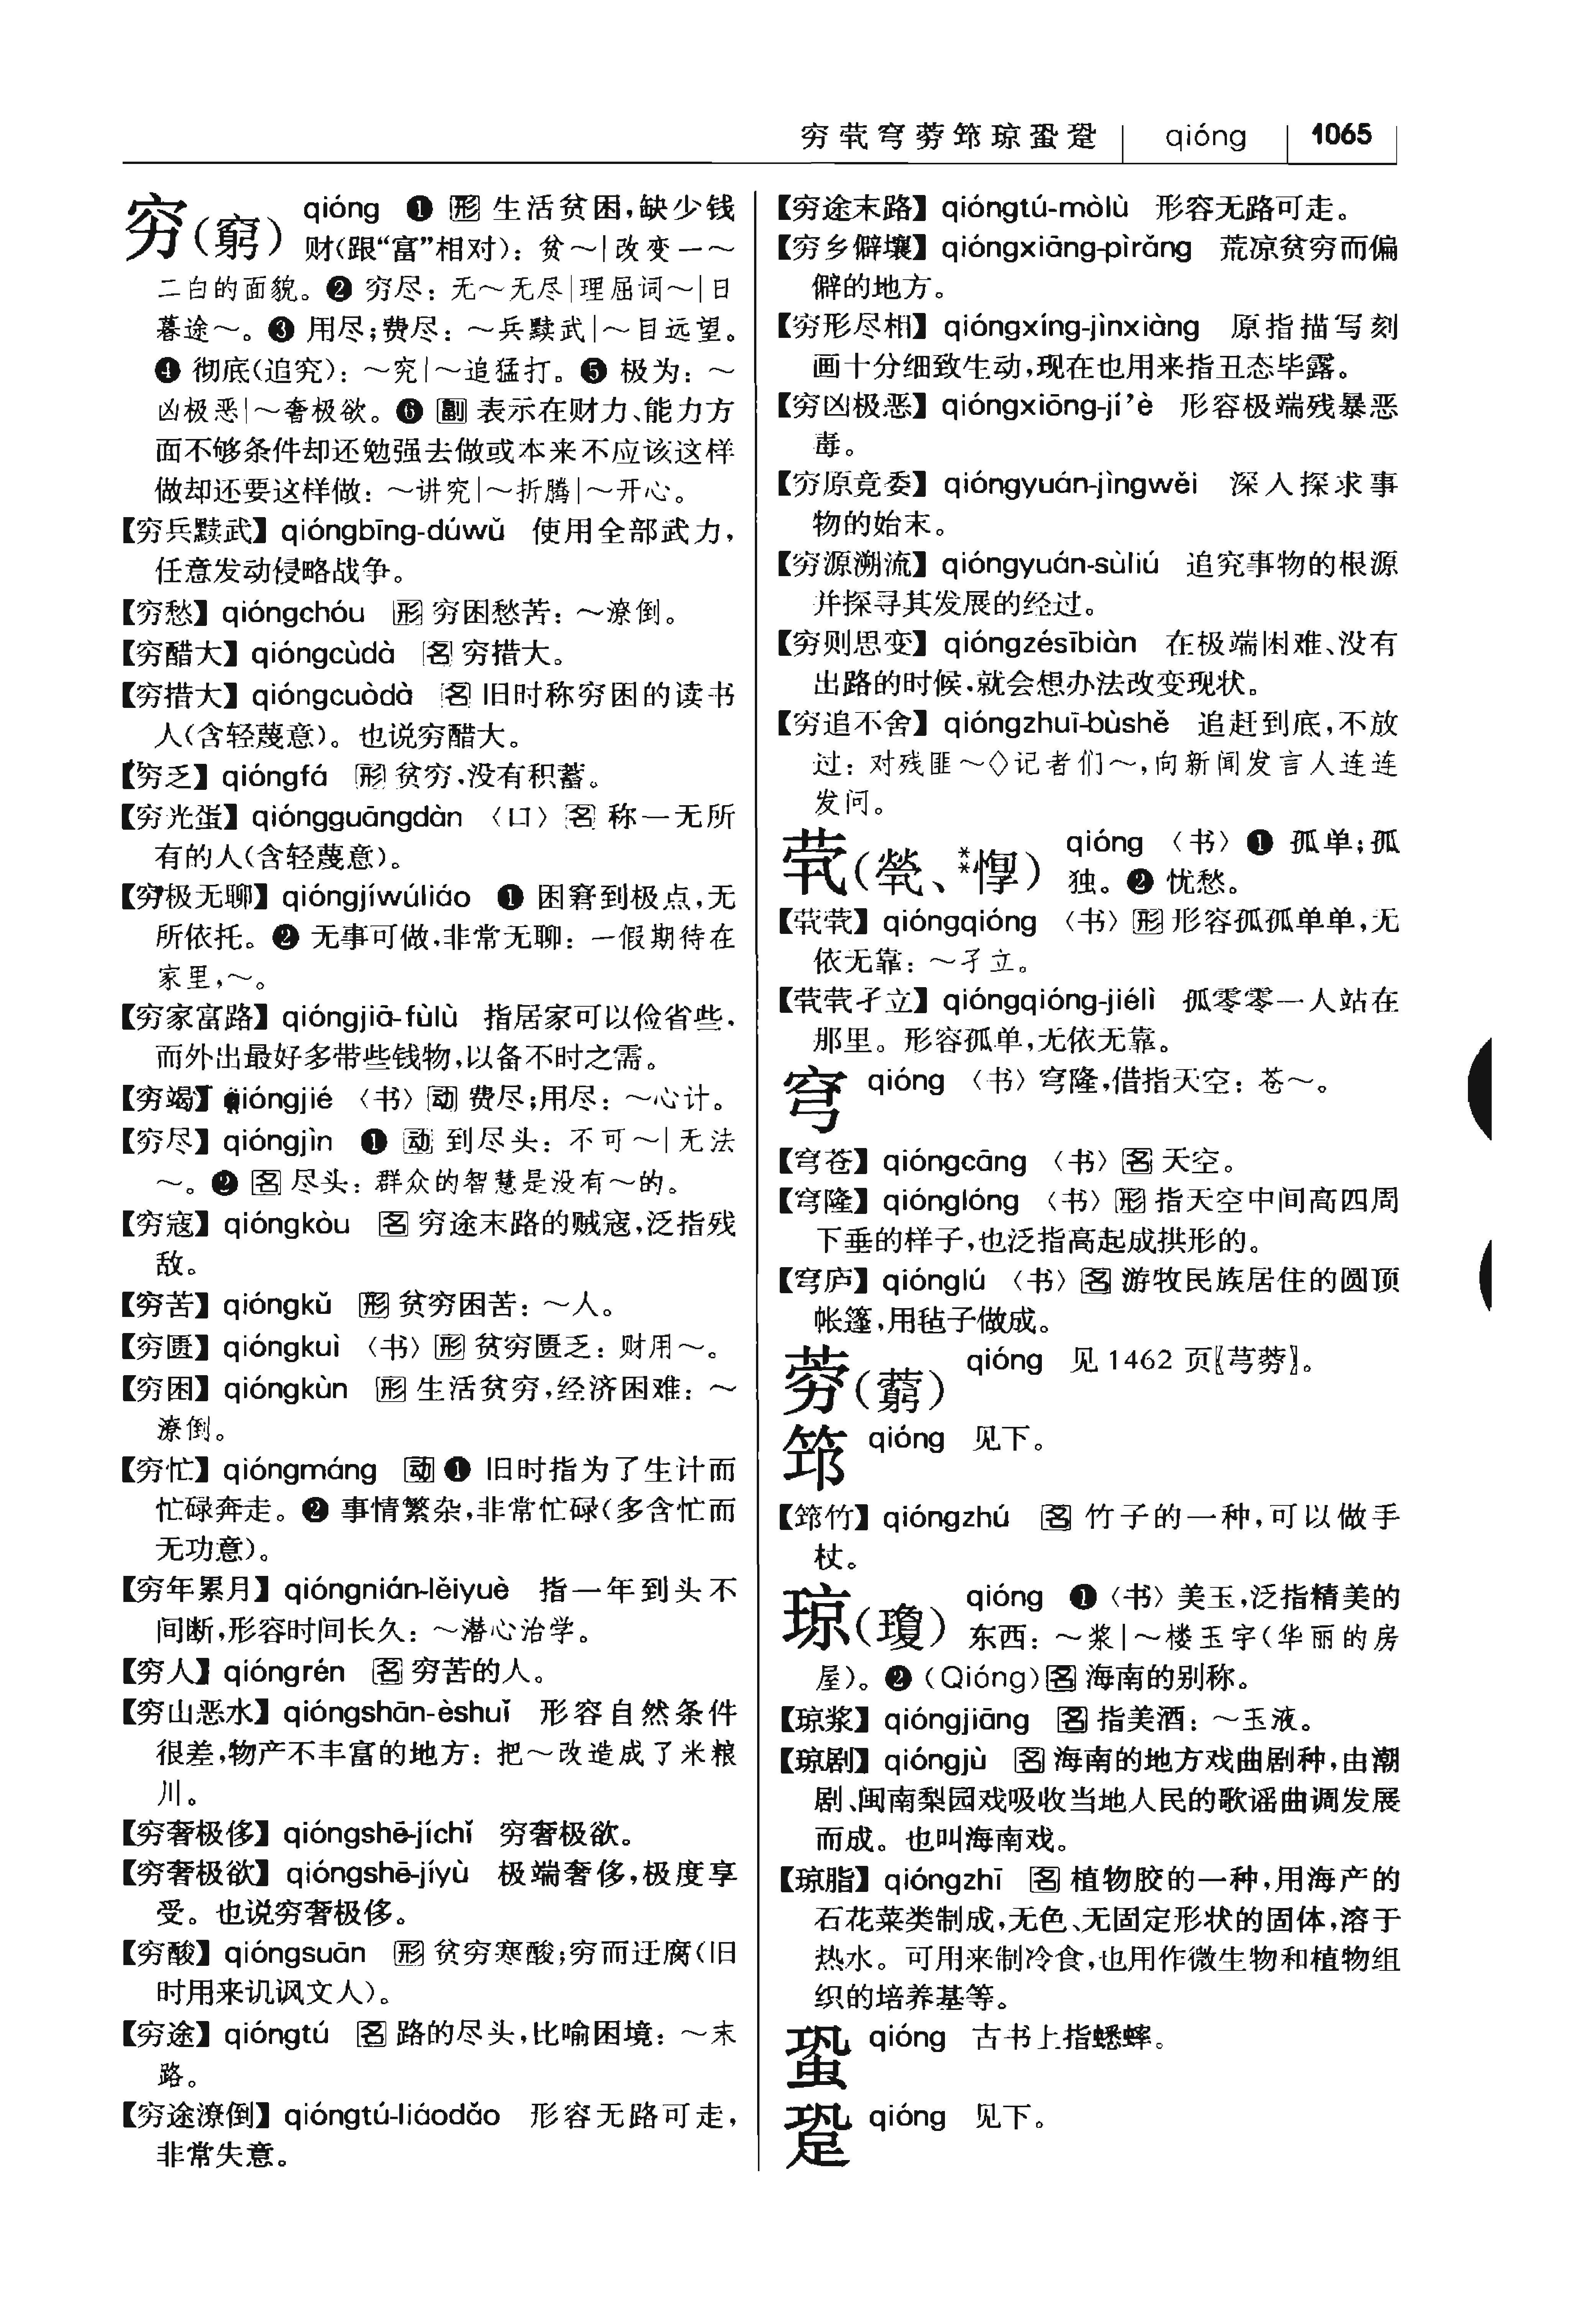 穷茕穹䓖筇琼蛩跫 qióng 1065
穷(窮) qióng ❶ 形 生活贫困,缺少钱
财(跟“富”相对):贫～|改变一～
二白的面貌。❷ 穷尽:无～无尽|理屈词～|日
暮途～。❸ 用尽;费尽:～兵黩武|～目远望。
❹ 彻底(追究):～究|～追猛打。❺ 极为:～
凶极恶|～奢极欲。❻ 副 表示在财力、能力方
面不够条件却还勉强去做或本来不应该这样
做却还要这样做:～讲究|～折腾|～开心。
【穷兵黩武】qióngbīng-dúwǔ 使用全部武力,
任意发动侵略战争。
【穷愁】qióngchóu 形 穷困愁苦:～潦倒。
【穷醋大】qióngcùdà 名 穷措大。
【穷措大】qióngcuòdà 名 旧时称穷困的读书
人(含轻蔑意)。也说穷醋大。
【穷乏】qióngfá 形 贫穷,没有积蓄。
【穷光蛋】qióngguāngdàn 〈口〉名 称一无所
有的人(含轻蔑意)。
【穷极无聊】qióngjíwúliáo ❶ 困窘到极点,无
所依托。❷ 无事可做,非常无聊:一假期待在
家里,～。
【穷家富路】qióngjiā-fùlù 指居家可以俭省些,
而外出最好多带些钱物,以备不时之需。
【穷竭】qióngjié 〈书〉动 费尽;用尽:～心计。
【穷尽】qióngjìn ❶ 动 到尽头:不可～|无法
～。❷ 名 尽头:群众的智慧是没有～的。
【穷寇】qióngkòu 名 穷途末路的贼寇,泛指残
敌。
【穷苦】qióngkǔ 形 贫穷困苦:～人。
【穷匮】qióngkuì 〈书〉形 贫穷匮乏:财用～。
【穷困】qióngkùn 形 生活贫穷,经济困难:～
潦倒。
【穷忙】qióngmáng 动 ❶ 旧时指为了生计而
忙碌奔走。❷ 事情繁杂,非常忙碌(多含忙而
无功意)。
【穷年累月】qióngnián-lěiyuè 指一年到头不
间断,形容时间长久:～潜心治学。
【穷人】qióngrén 名 穷苦的人。
【穷山恶水】qióngshān-èshuǐ 形容自然条件
很差,物产不丰富的地方:把～改造成了米粮
川。
【穷奢极侈】qióngshē-jíchǐ 穷奢极欲。
【穷奢极欲】qióngshē-jíyù 极端奢侈,极度享
受。也说穷奢极侈。
【穷酸】qióngsuān 形 贫穷寒酸;穷而迂腐(旧
时用来讥讽文人)。
【穷途】qióngtú 名 路的尽头,比喻困境:～末
路。
【穷途潦倒】qióngtú-liáodǎo 形容无路可走,
非常失意。
【穷途末路】qióngtú-mòlù 形容无路可走。
【穷乡僻壤】qióngxiāng-pìrǎng 荒凉贫穷而偏
僻的地方。
【穷形尽相】qióngxíng-jìnxiàng 原指描写刻
画十分细致生动,现在也用来指丑态毕露。
【穷凶极恶】qióngxiōng-jí’è 形容极端残暴恶
毒。
【穷原竟委】qióngyuán-jìngwěi 深入探求事
物的始末。
【穷源溯流】qióngyuán-sùliú 追究事物的根源
并探寻其发展的经过。
【穷则思变】qióngzésībiàn 在极端困难、没有
出路的时候,就会想办法改变现状。
【穷追不舍】qióngzhuī-bùshě 追赶到底,不放
过:对残匪～◇记者们～,向新闻发言人连连
发问。
茕(煢、**惸) qióng 〈书〉❶ 孤单;孤
独。❷ 忧愁。
【茕茕】qióngqióng 〈书〉形 形容孤孤单单,无
依无靠:～孑立。
【茕茕孑立】qióngqióng-jiélì 孤零零一人站在
那里。形容孤单,无依无靠。
穹 qióng 〈书〉穹隆,借指天空:苍～。
【穹苍】qióngcāng 〈书〉名 天空。
【穹隆】qiónglóng 〈书〉形 指天空中间高四周
下垂的样子,也泛指高起成拱形的。
【穹庐】qiónglú 〈书〉名 游牧民族居住的圆顶
帐篷,用毡子做成。
䓖(藭) qióng 见 1462 页〖芎䓖〗。
筇 qióng 见下。
【筇竹】qióngzhú 名 竹子的一种,可以做手
杖。
琼(瓊) qióng ❶〈书〉美玉,泛指精美的
东西:～浆|～楼玉宇(华丽的房
屋)。❷（Qióng)名 海南的别称。
【琼浆】qióngjiāng 名 指美酒:～玉液。
【琼剧】qióngjù 名 海南的地方戏曲剧种,由潮
剧、闽南梨园戏吸收当地人民的歌谣曲调发展
而成。也叫海南戏。
【琼脂】qióngzhī 名 植物胶的一种,用海产的
石花菜类制成,无色、无固定形状的固体,溶于
热水。可用来制冷食,也用作微生物和植物组
织的培养基等。
蛩 qióng 古书上指蟋蟀。
跫 qióng 见下。